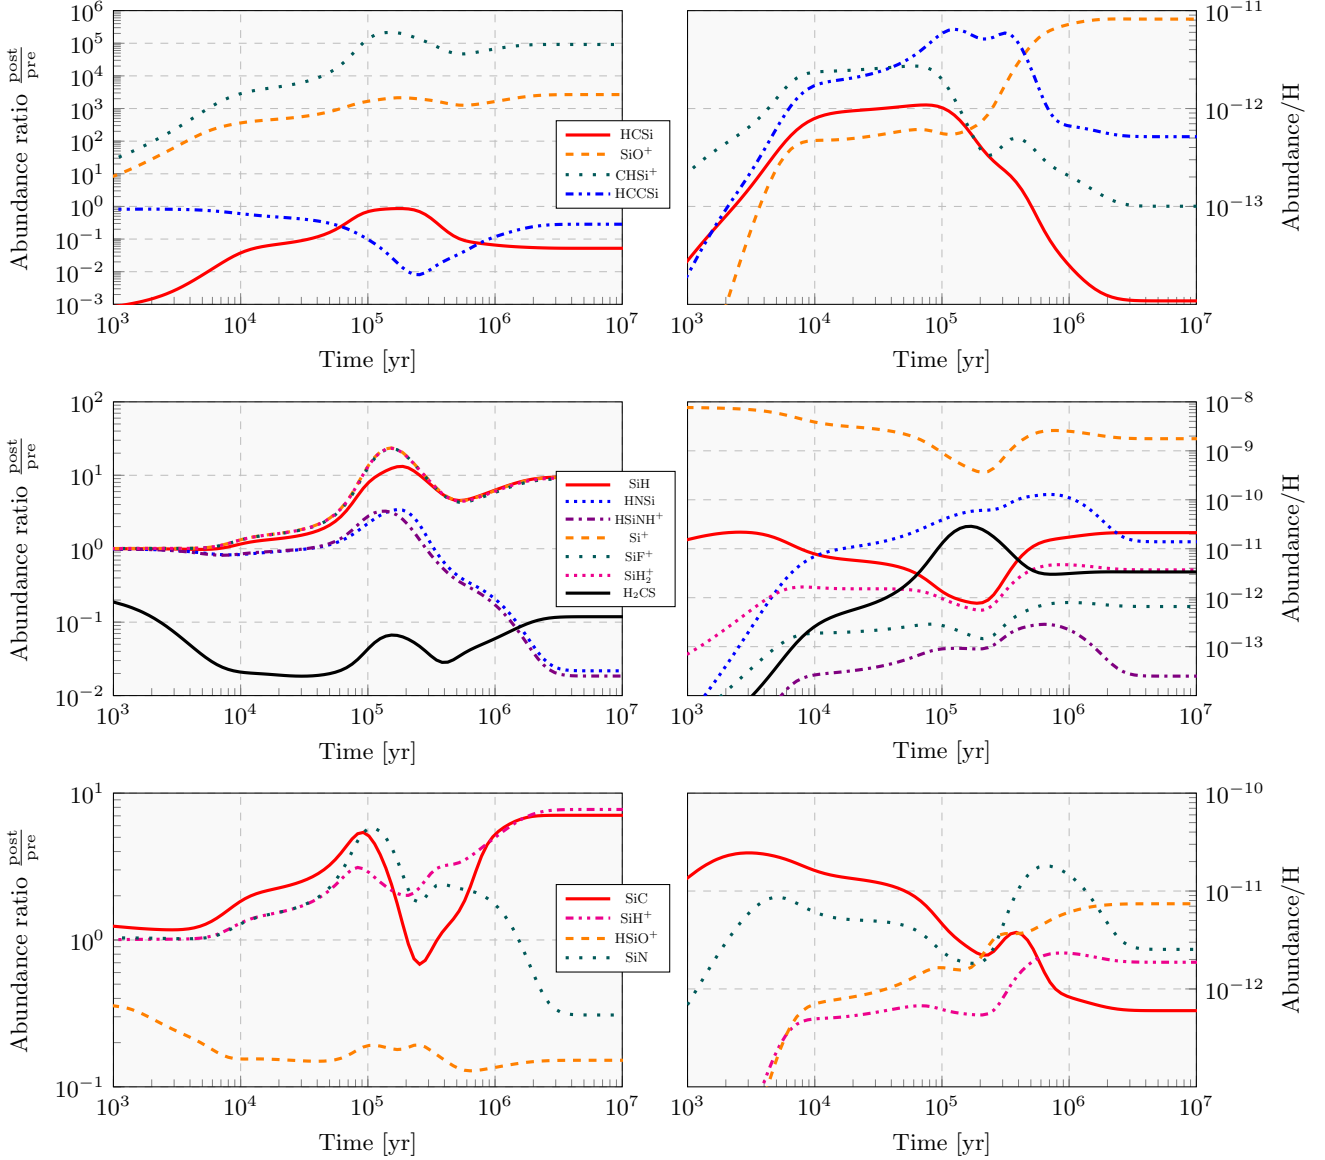 Abundance ratio post/pre
10^6
10^5
10^4
10^3
10^2
10^1
10^0
10^−1
10^−2
10^−3
10^3 10^4 10^5 10^6 10^7
Time [yr]
HCSi
SiO^+
CHSi^+
HCCSi
10^−11
10^−12
10^−13
Abundance/H
10^3 10^4 10^5 10^6 10^7
Time [yr]
Abundance ratio post/pre
10^2
10^1
10^0
10^−1
10^−2
10^3 10^4 10^5 10^6 10^7
Time [yr]
SiH
HNSi
HSiNH^+
Si^+
SiF^+
SiH_2^+
H_2CS
10^−8
10^−9
10^−10
10^−11
10^−12
10^−13
Abundance/H
10^3 10^4 10^5 10^6 10^7
Time [yr]
Abundance ratio post/pre
10^1
10^0
10^−1
10^3 10^4 10^5 10^6 10^7
Time [yr]
SiC
SiH^+
HSiO^+
SiN
10^−10
10^−11
10^−12
Abundance/H
10^3 10^4 10^5 10^6 10^7
Time [yr]